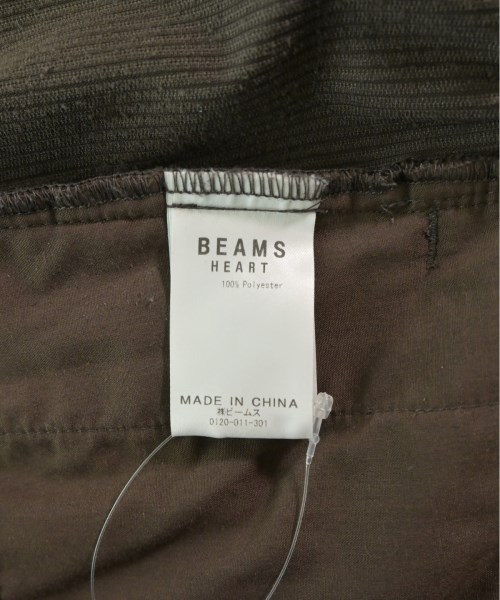 BEAMS
HEART
100% Polyester
MADE IN CHINA
㈱ビームス
0120-011-301